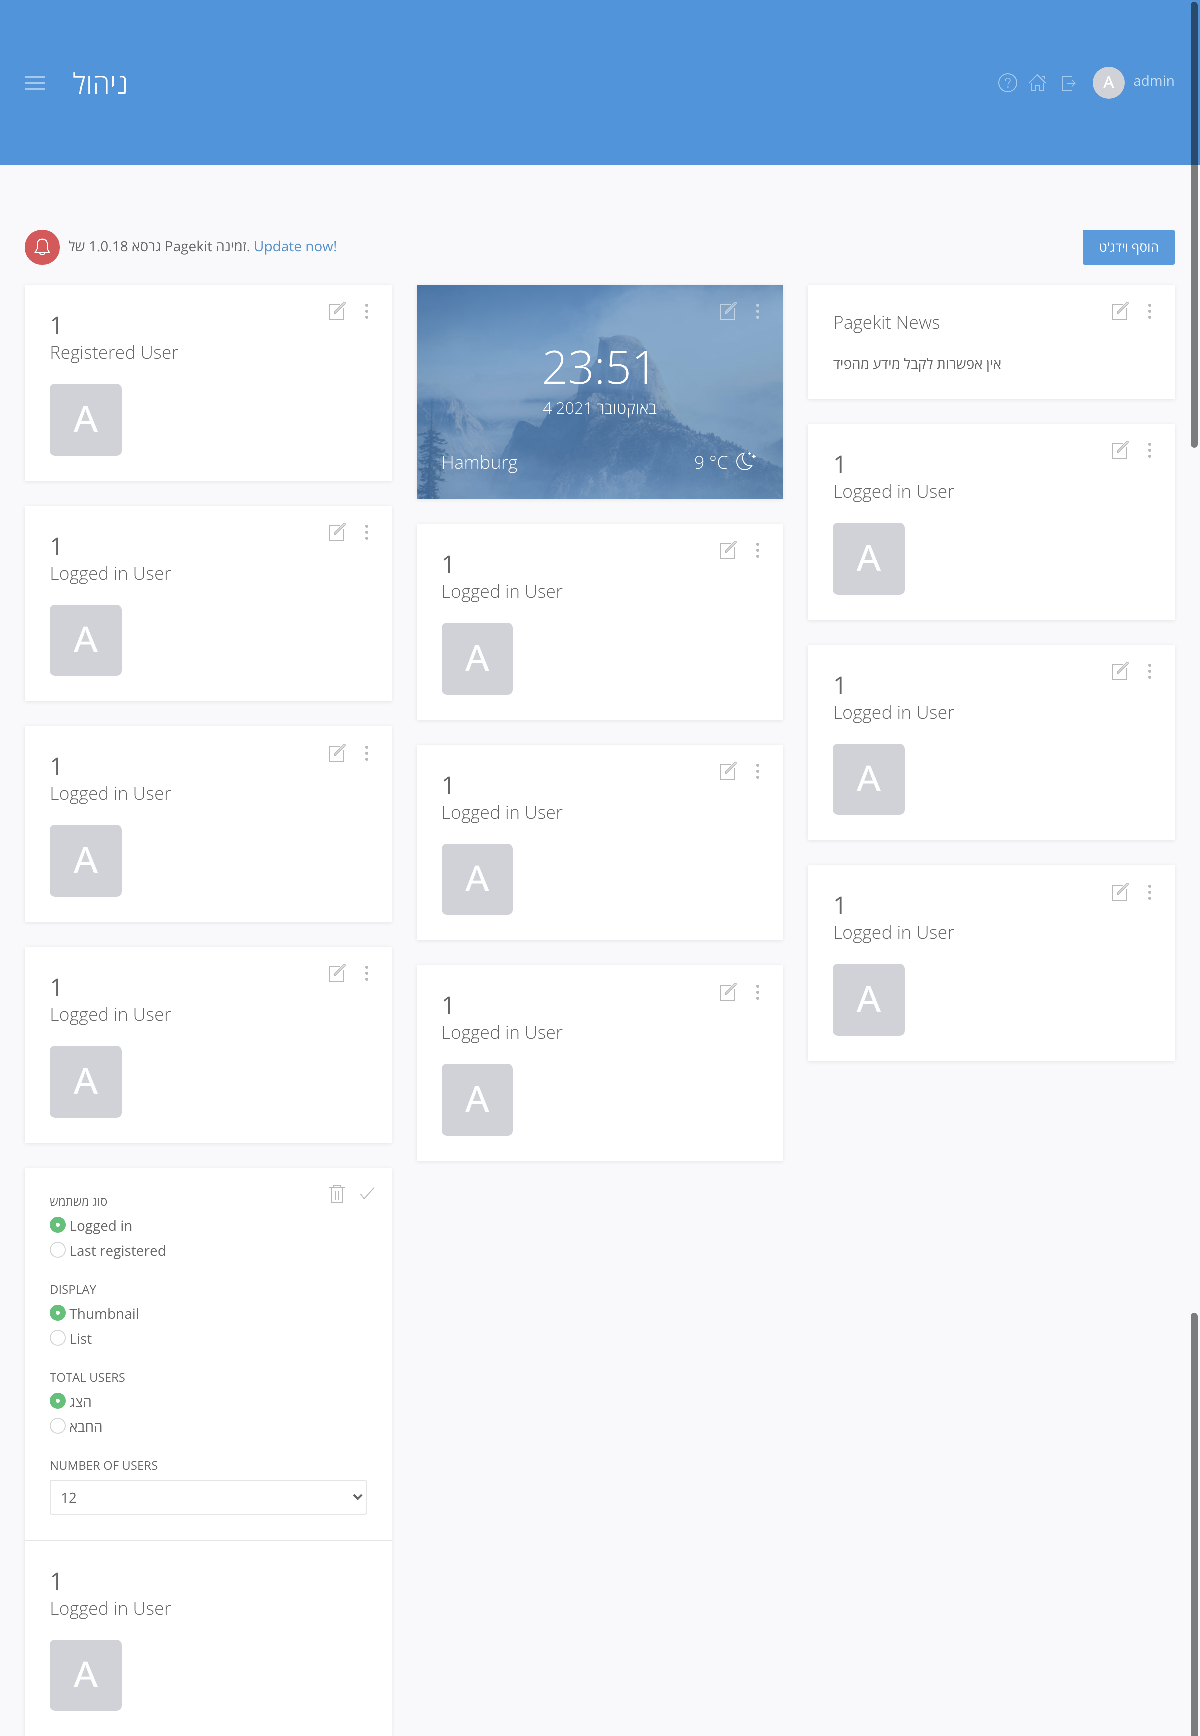 ניהול
A admin
גרסא 1.0.18 של Pagekit זמינה. Update now!
הוסף וידג'ט
1
Registered User
A
1
Logged in User
A
1
Logged in User
A
1
Logged in User
A
סוג משתמש
Logged in
Last registered
DISPLAY
Thumbnail
List
TOTAL USERS
הצג
החבא
NUMBER OF USERS
12
1
Logged in User
A
23:51
4 באוקטובר 2021
Hamburg 9 °C
1
Logged in User
A
1
Logged in User
A
1
Logged in User
A
Pagekit News
אין אפשרות לקבל מידע מהפיד
1
Logged in User
A
1
Logged in User
A
1
Logged in User
A